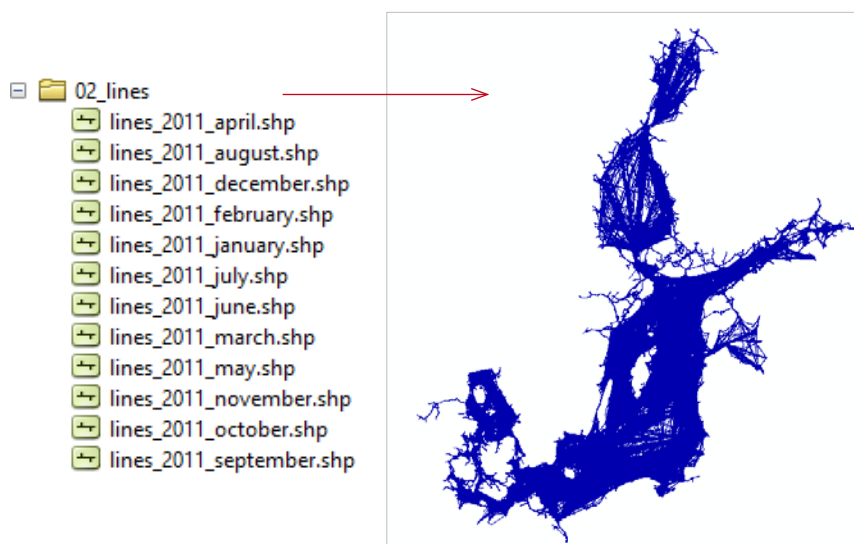 02_lines
lines_2011_april.shp
lines_2011_august.shp
lines_2011_december.shp
lines_2011_february.shp
lines_2011_january.shp
lines_2011_july.shp
lines_2011_june.shp
lines_2011_march.shp
lines_2011_may.shp
lines_2011_november.shp
lines_2011_october.shp
lines_2011_september.shp